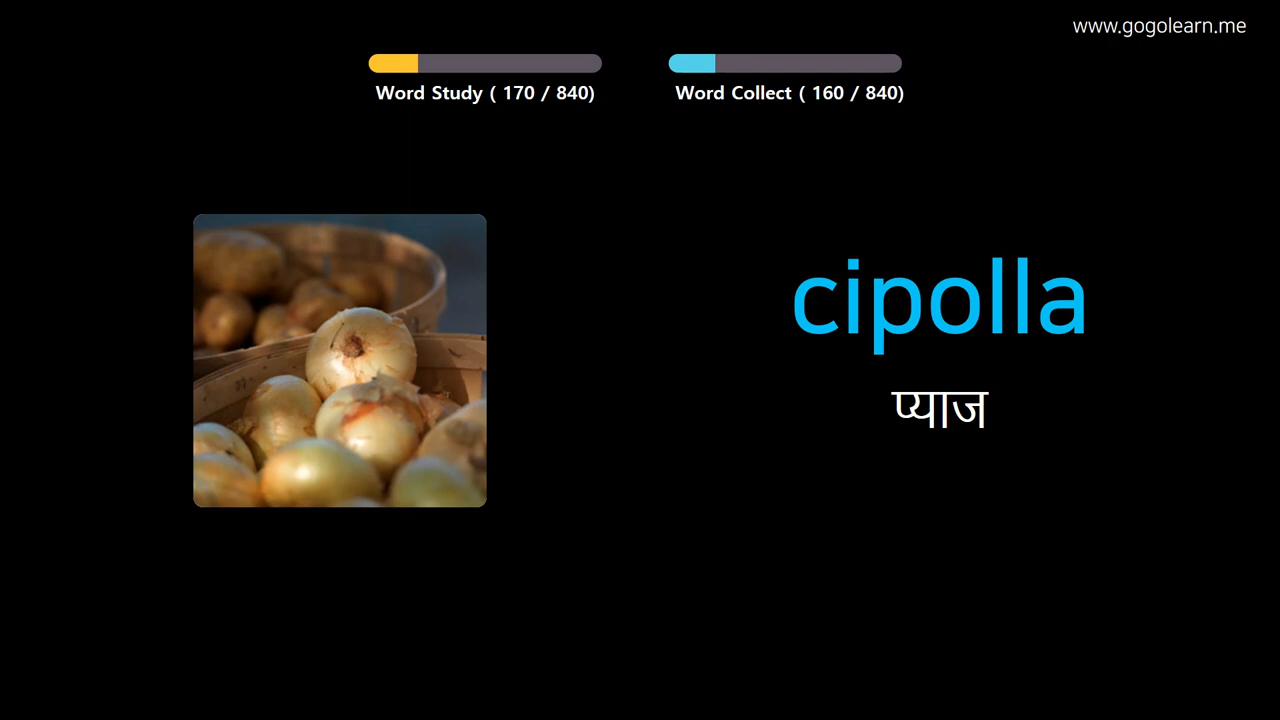 www.gogolearn.me
Word Study ( 170 / 840)
Word Collect ( 160 / 840)
cipolla
प्याज